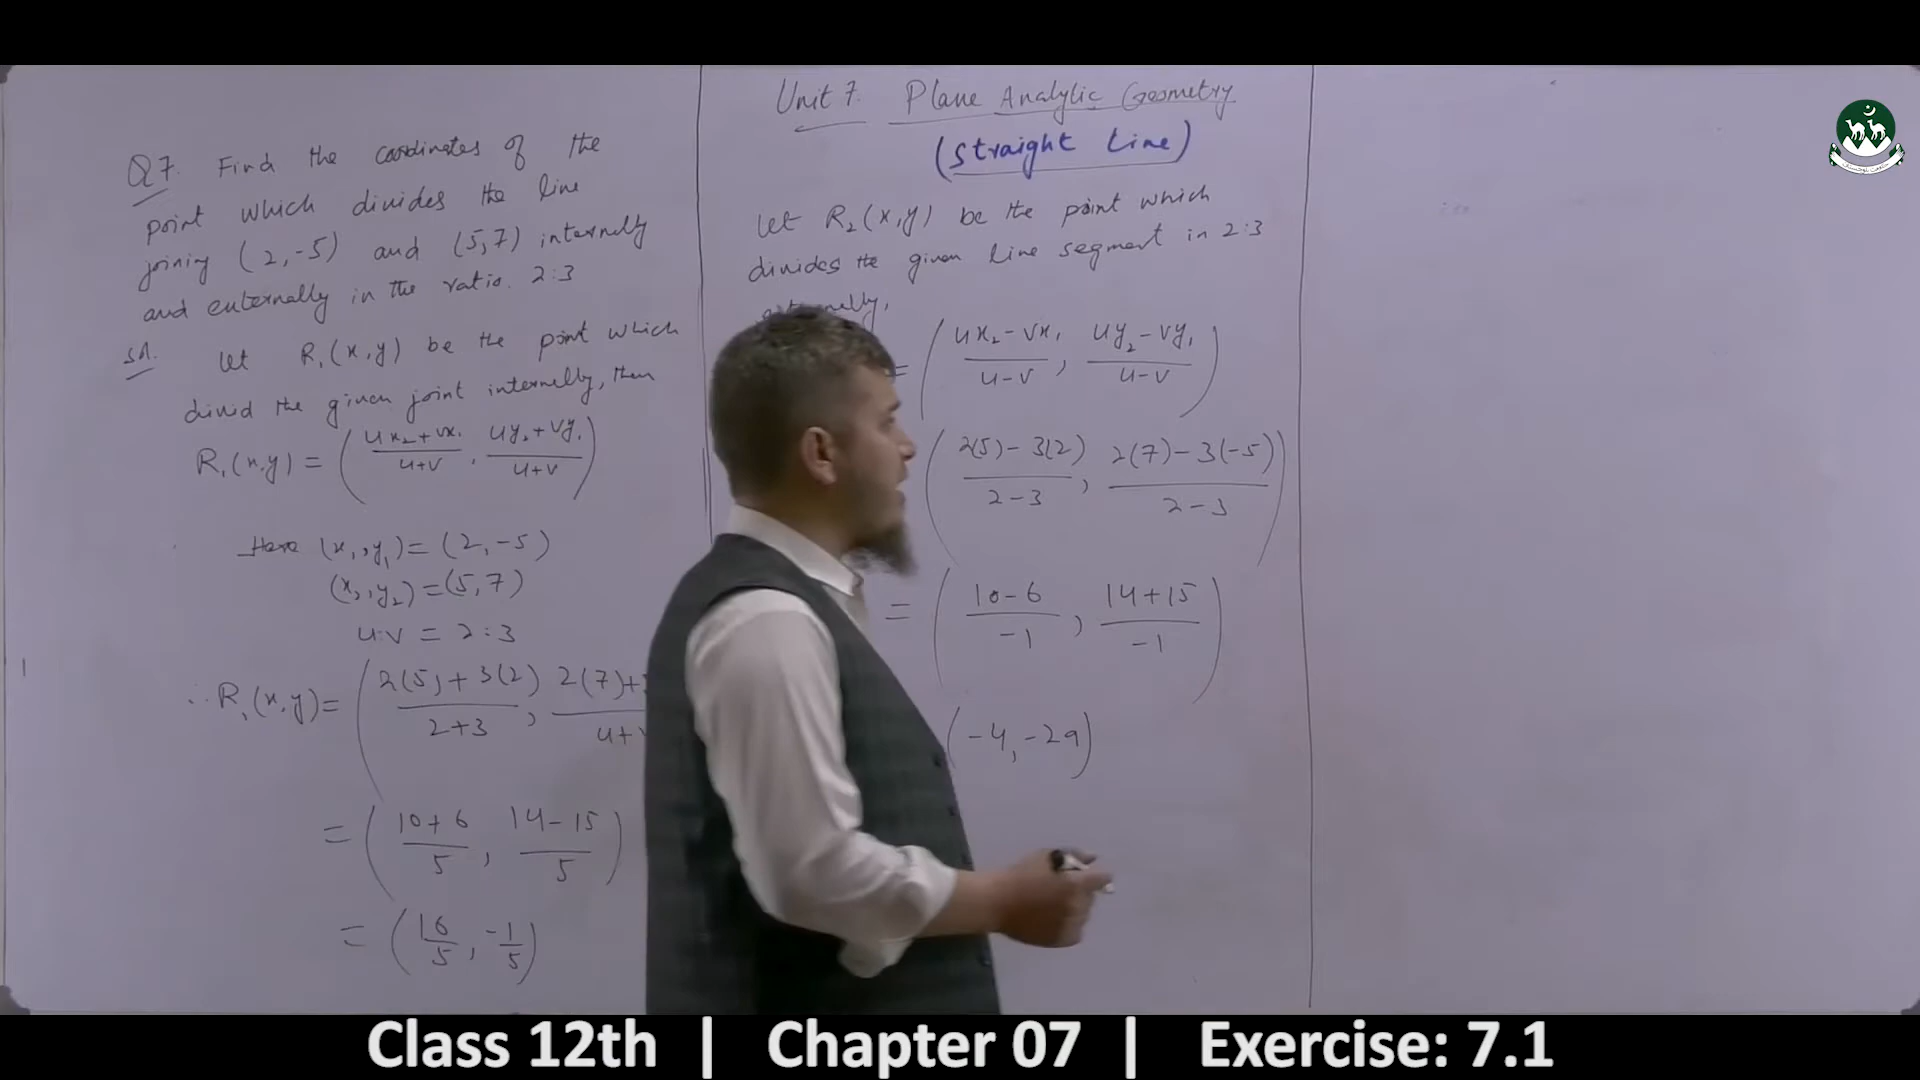 Q7. Find the coordinates of the
point which divides the line
joining (2,-5) and (5,7) internally
and enternally in the ratio. 2:3
Sol. Let R₁(x,y) be the point which
divid the given joint internelly, then
R₁(x,y) = (ux₂+vx₁/u+v, uy₂+vy₁/u+v)
Here (x₁,y₁) = (2,-5)
(x₂,y₂) = (5,7)
u:v = 2:3
∴ R₁(x,y) = (2(5)+3(2)/2+3, 2(7)+
= (10+6/5, 14-15/5)
= (16/5, -1/5)
Unit 7. Plane Analytic Geometry
(Straight Line)
Let R₂(x,y) be the point which
divides the given line segment in 2:3
= (ux₂-vx₁/u-v, uy₂-vy₁/u-v)
(2(5)-3(2)/2-3, 2(7)-3(-5)/2-3)
= (10-6/-1, 14+15/-1)
(-4, -29)
Class 12th | Chapter 07 | Exercise: 7.1